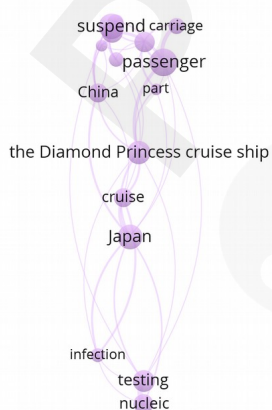 suspend carriage
passenger
China part
the Diamond Princess cruise ship
cruise
Japan
infection
testing
nucleic